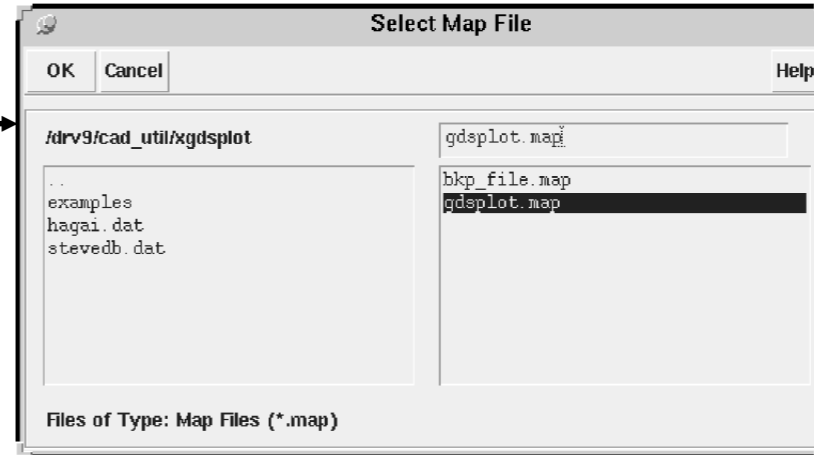 Select Map File
OK Cancel Help
/drv9/cad_util/xgdsplot
gdsplot.map
..
examples
hagai.dat
stevedb.dat
bkp_file.map
gdsplot.map
Files of Type: Map Files (*.map)